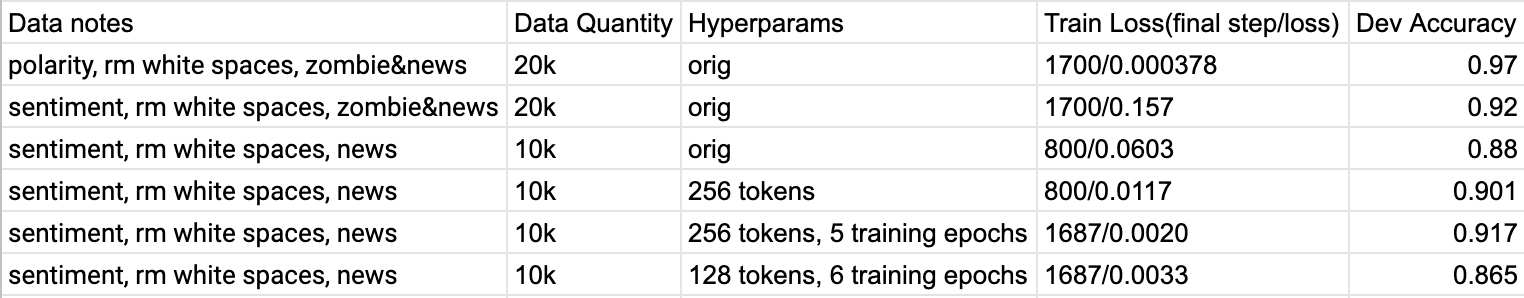 Data notes Data Quantity Hyperparams Train Loss(final step/loss) Dev Accuracy
polarity, rm white spaces, zombie&news 20k orig 1700/0.000378 0.97
sentiment, rm white spaces, zombie&news 20k orig 1700/0.157 0.92
sentiment, rm white spaces, news 10k orig 800/0.0603 0.88
sentiment, rm white spaces, news 10k 256 tokens 800/0.0117 0.901
sentiment, rm white spaces, news 10k 256 tokens, 5 training epochs 1687/0.0020 0.917
sentiment, rm white spaces, news 10k 128 tokens, 6 training epochs 1687/0.0033 0.865